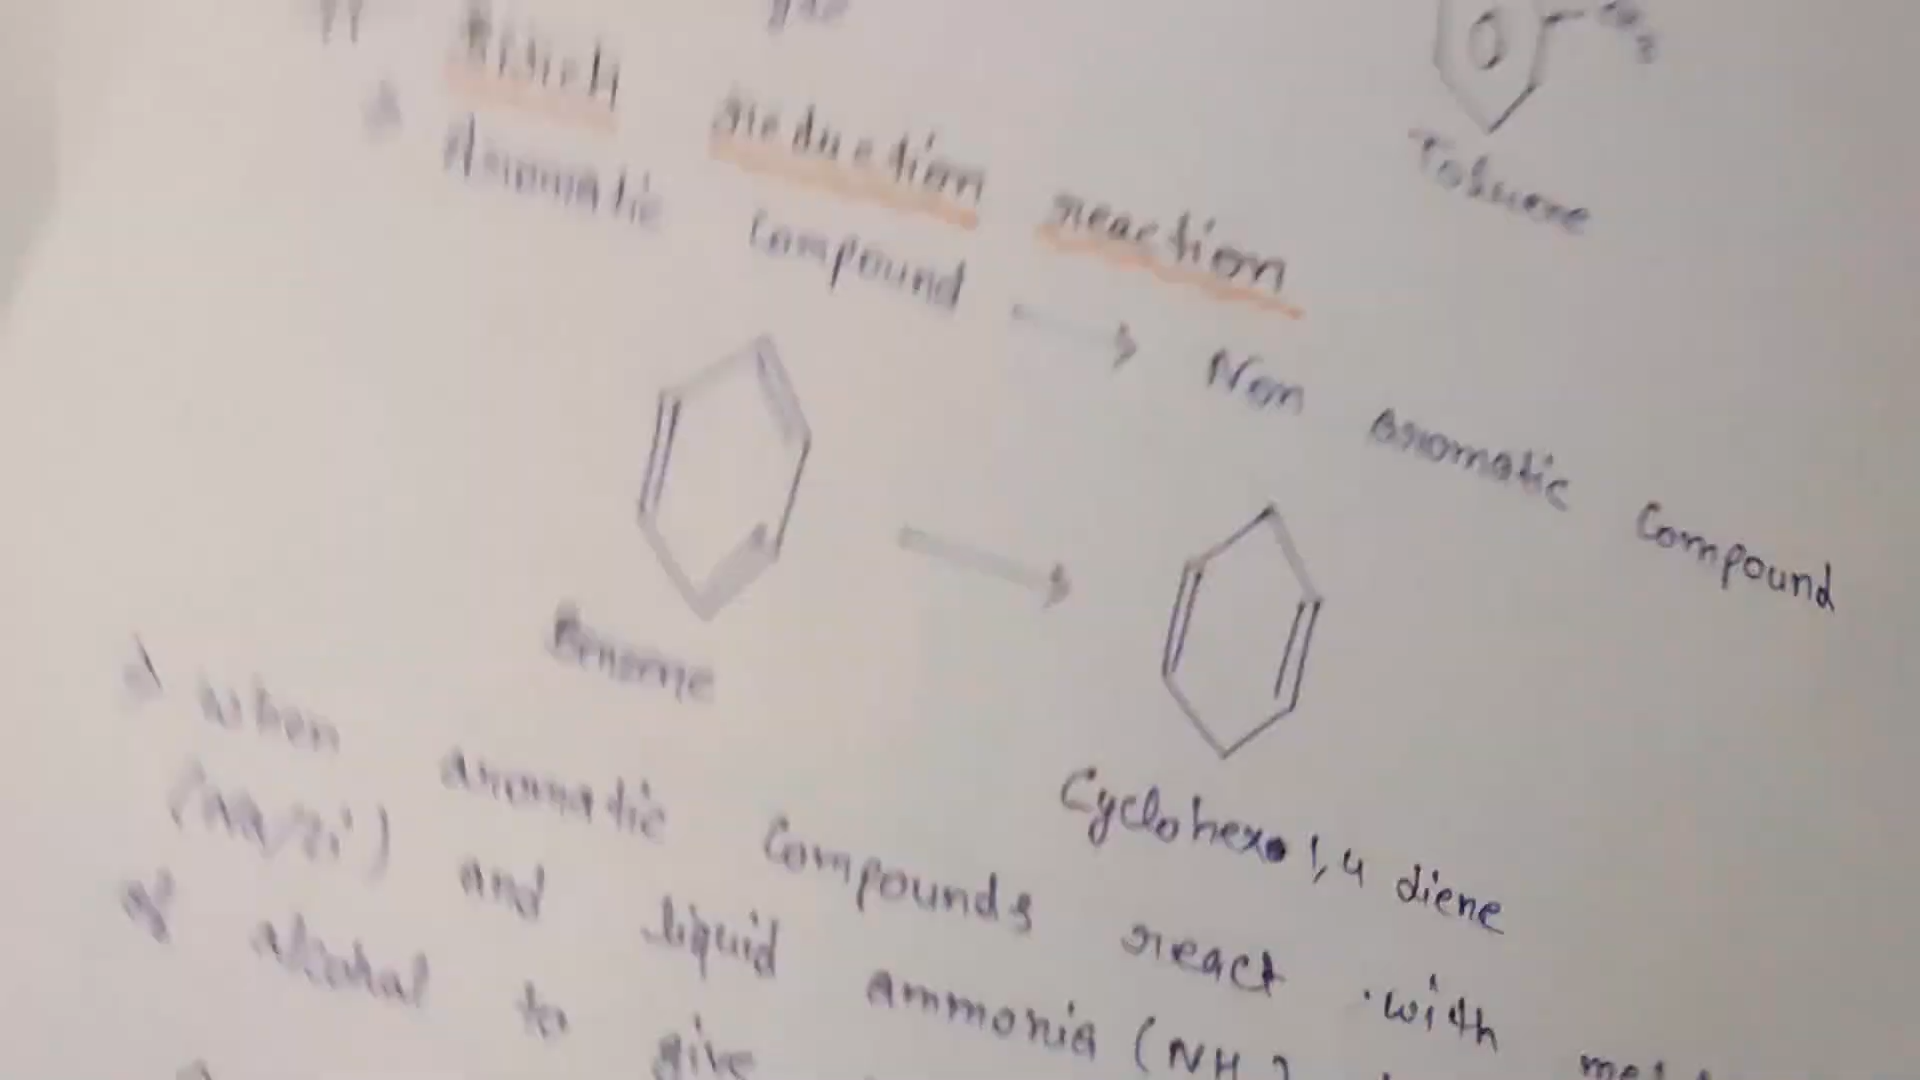 Toluene
Birch reduction reaction
Aromatic Compound → Non aromatic Compound
Benzene
Cyclohexa 1,4 diene
when aromatic Compounds react with
(Na/Li) and liquid ammonia (NH
of alcohol to give